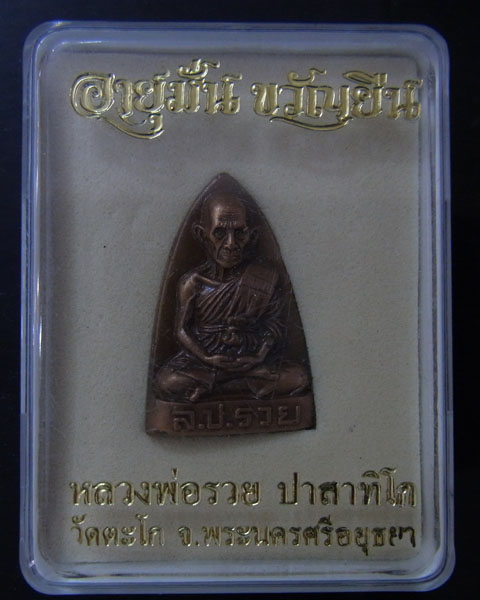 อายุมั่น ขวัญยืน
ล.ป.รวย
หลวงพ่อรวย ปาสาทิโก
วัดตะโก จ.พระนครศรีอยุธยา